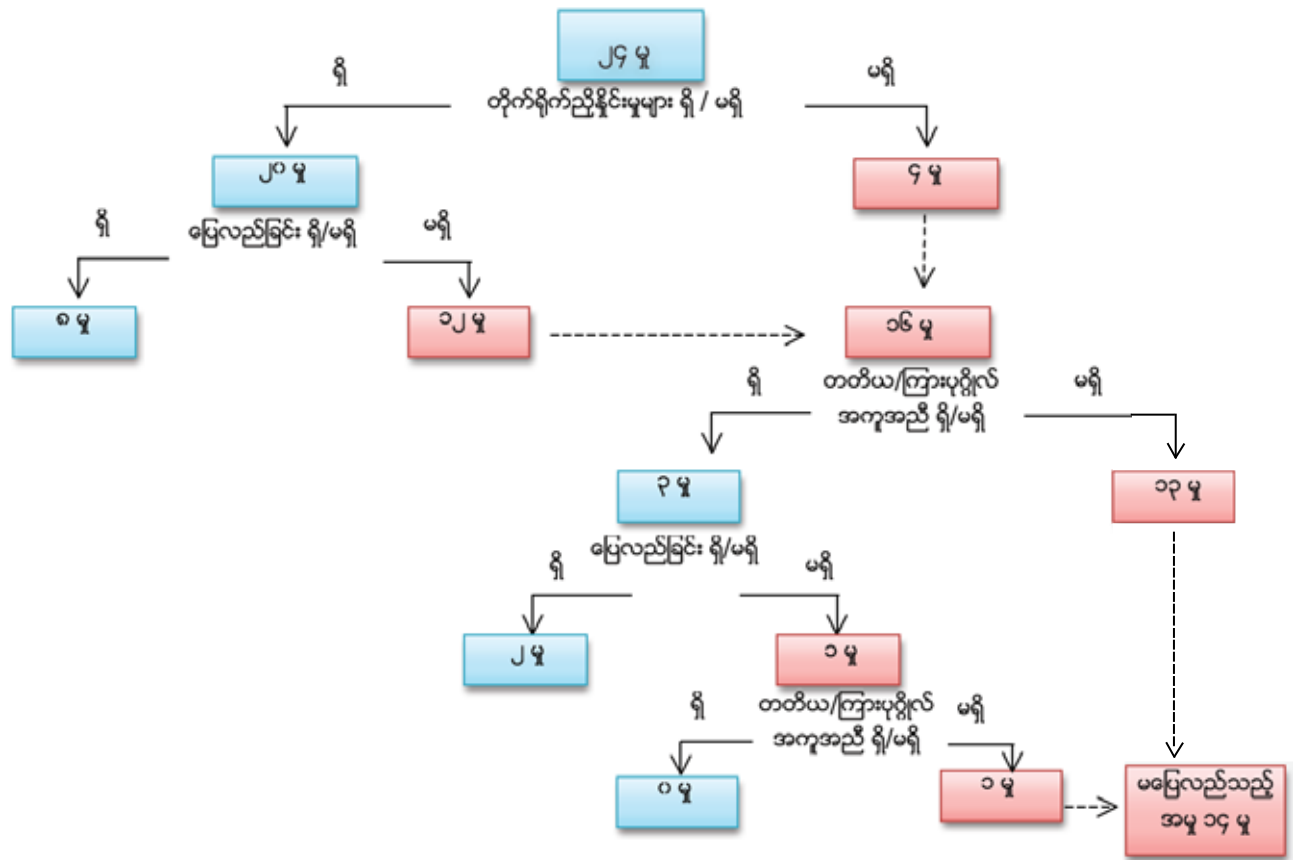 ၂၄ မှု
ရှိ
မရှိ
တိုက်ရိုက်ညှိနှိုင်းမှုများ ရှိ / မရှိ
၂၀ မှု
၄ မှု
ရှိ
ပြေလည်ခြင်း ရှိ/မရှိ
မရှိ
၈ မှု
၁၂ မှု
၁၆ မှု
ရှိ
တတိယ/ကြားပုဂ္ဂိုလ်
မရှိ
အကူအညီ ရှိ/မရှိ
၃ မှု
၁၃ မှု
ပြေလည်ခြင်း ရှိ/မရှိ
ရှိ
မရှိ
၂ မှု
၁ မှု
ရှိ
တတိယ/ကြားပုဂ္ဂိုလ်
မရှိ
အကူအညီ ရှိ/မရှိ
၀ မှု
၁ မှု
မပြေလည်သည့်
အမှု ၁၄ မှု